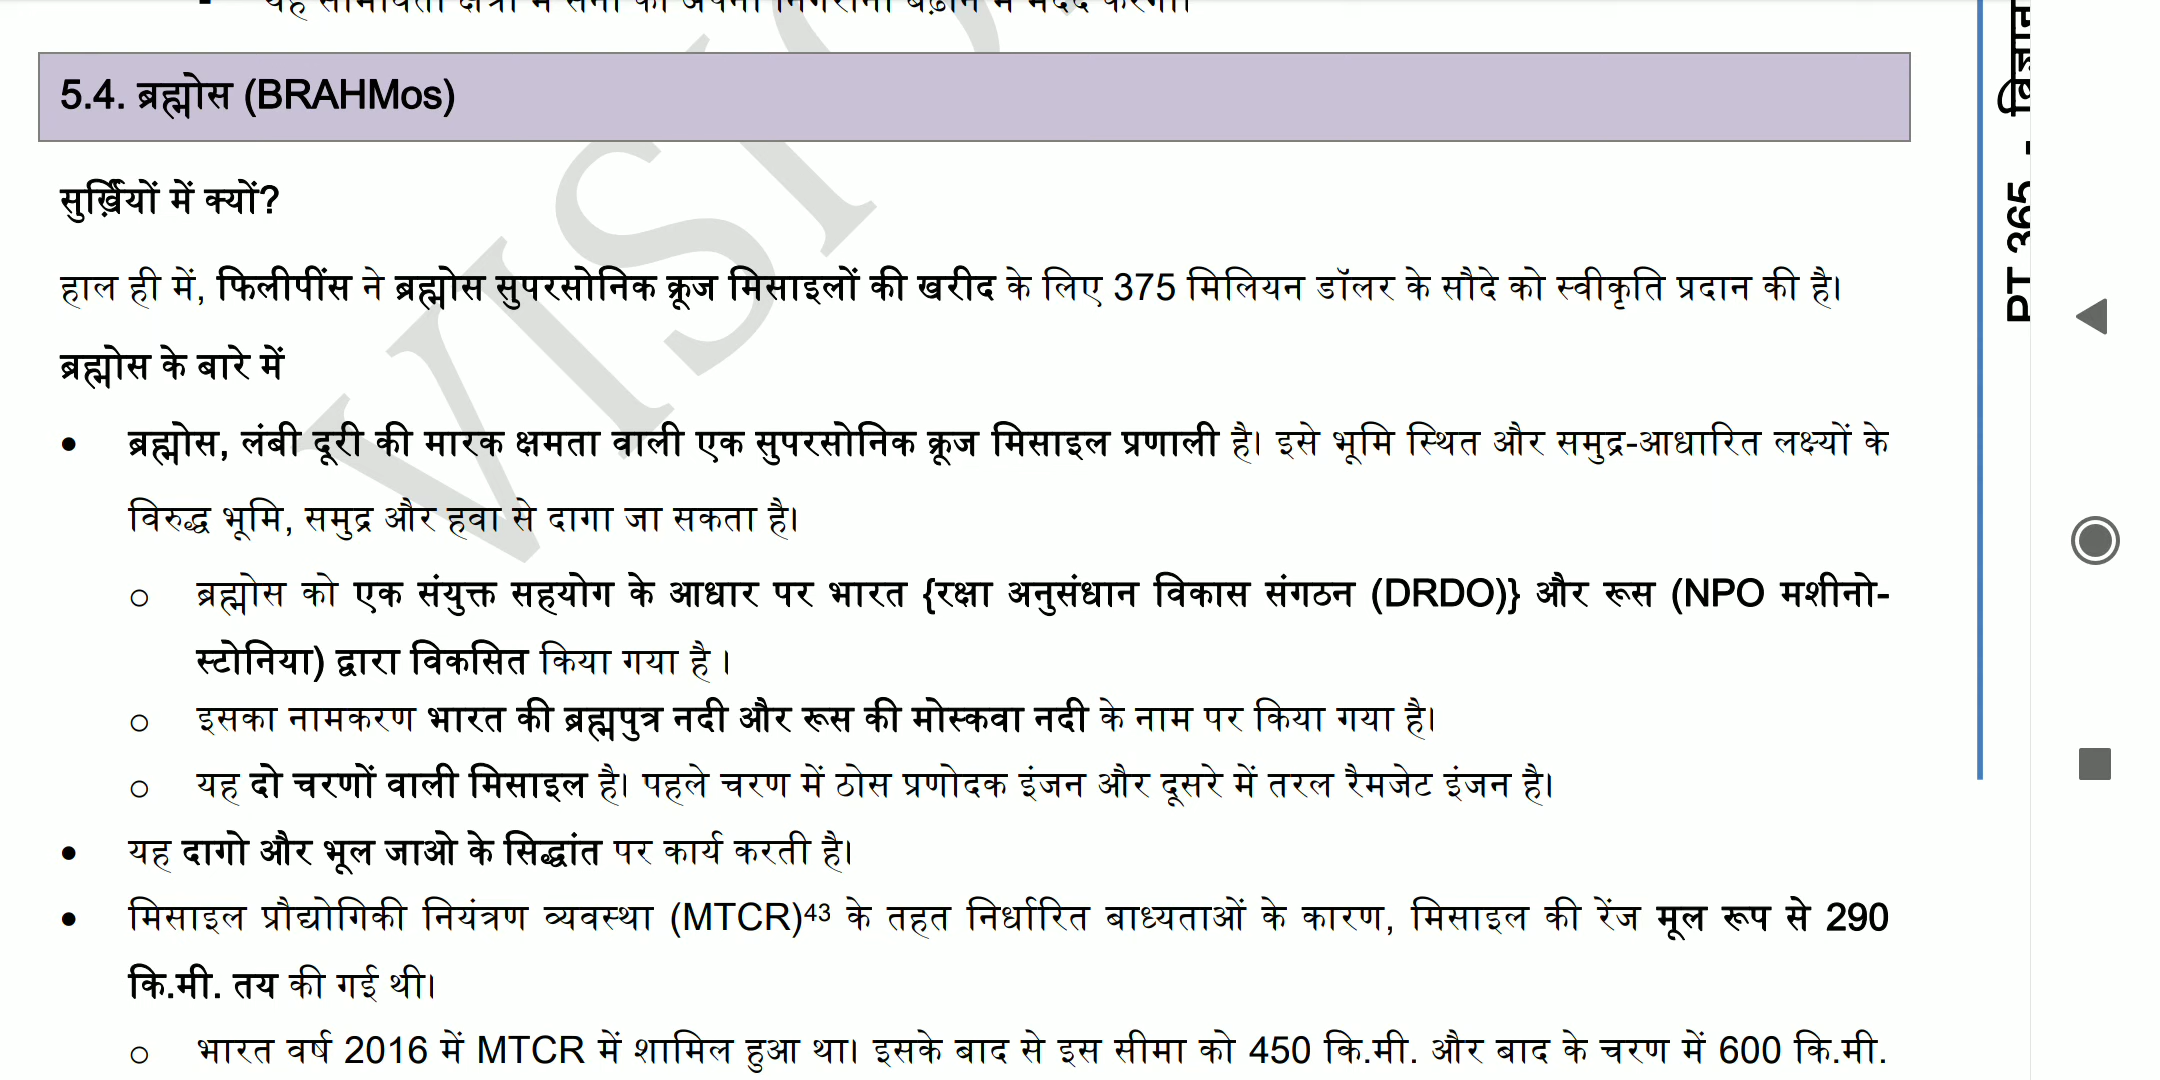 5.4. ब्रह्मोस (BRAHMos)
सुर्ख़ियों में क्यों?
हाल ही में, फिलीपींस ने ब्रह्मोस सुपरसोनिक क्रूज मिसाइलों की खरीद के लिए 375 मिलियन डॉलर के सौदे को स्वीकृति प्रदान की है।
ब्रह्मोस के बारे में
• ब्रह्मोस, लंबी दूरी की मारक क्षमता वाली एक सुपरसोनिक क्रूज मिसाइल प्रणाली है। इसे भूमि स्थित और समुद्र-आधारित लक्ष्यों के
विरुद्ध भूमि, समुद्र और हवा से दागा जा सकता है।
○ ब्रह्मोस को एक संयुक्त सहयोग के आधार पर भारत {रक्षा अनुसंधान विकास संगठन (DRDO)} और रूस (NPO मशीनो-
स्टोनिया) द्वारा विकसित किया गया है ।
○ इसका नामकरण भारत की ब्रह्मपुत्र नदी और रूस की मोस्कवा नदी के नाम पर किया गया है।
○ यह दो चरणों वाली मिसाइल है। पहले चरण में ठोस प्रणोदक इंजन और दूसरे में तरल रैमजेट इंजन है।
• यह दागो और भूल जाओ के सिद्धांत पर कार्य करती है।
• मिसाइल प्रौद्योगिकी नियंत्रण व्यवस्था (MTCR)43 के तहत निर्धारित बाध्यताओं के कारण, मिसाइल की रेंज मूल रूप से 290
कि.मी. तय की गई थी।
○ भारत वर्ष 2016 में MTCR में शामिल हुआ था। इसके बाद से इस सीमा को 450 कि.मी. और बाद के चरण में 600 कि.मी.
PT 365 -
VISI